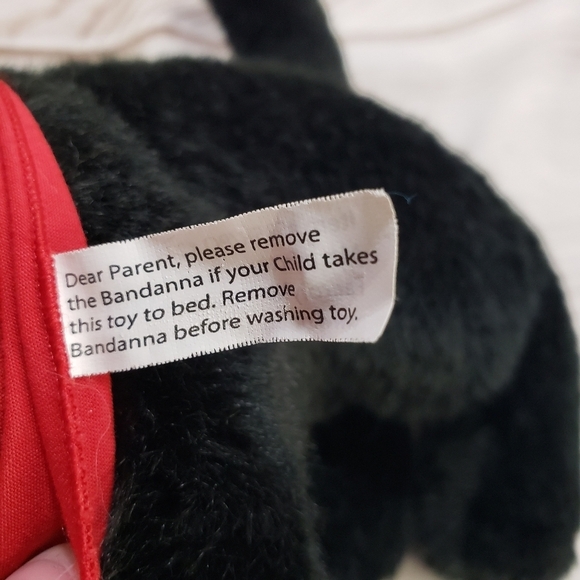 Dear Parent, please remove
the Bandanna if your Child takes
this toy to bed. Remove
Bandanna before washing toy.